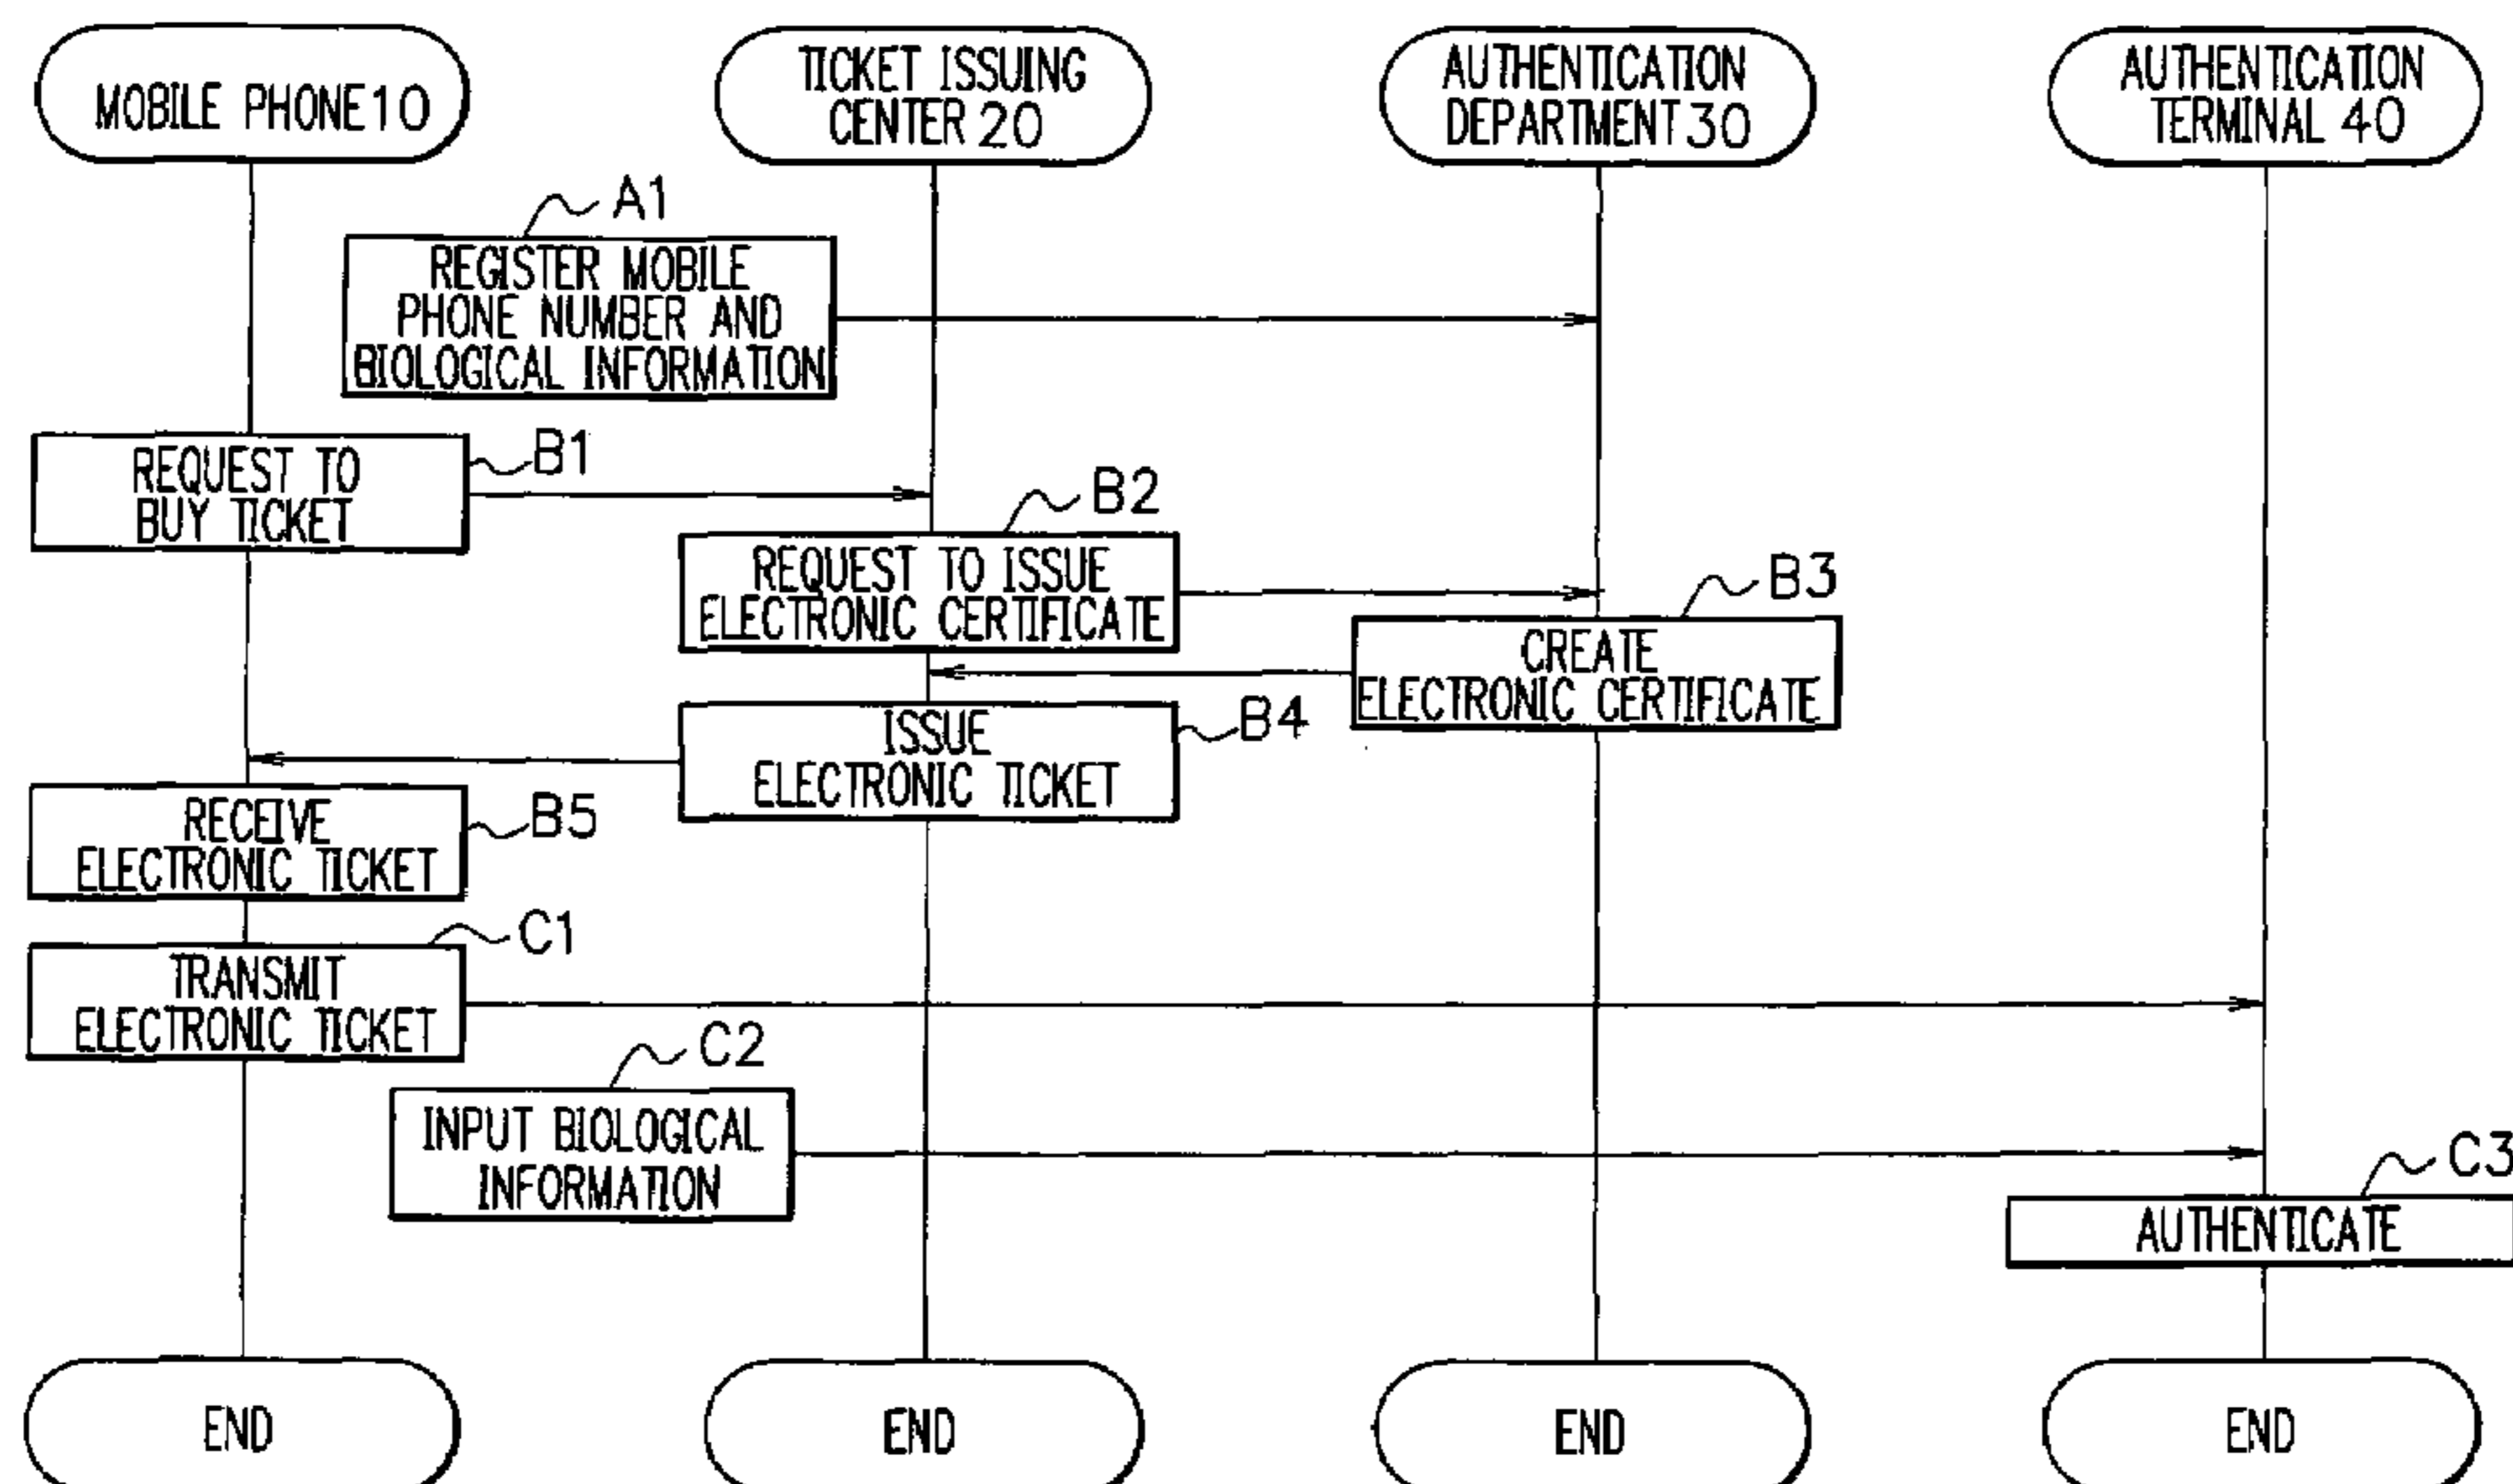 MOBILE PHONE 10
TICKET ISSUING
CENTER 20
AUTHENTICATION
DEPARTMENT 30
AUTHENTICATION
TERMINAL 40
A1
REGISTER MOBILE
PHONE NUMBER AND
BIOLOGICAL INFORMATION
B1
REQUEST TO
BUY TICKET
B2
REQUEST TO ISSUE
ELECTRONIC CERTIFICATE
B3
CREATE
ELECTRONIC CERTIFICATE
B4
ISSUE
ELECTRONIC TICKET
B5
RECEIVE
ELECTRONIC TICKET
C1
TRANSMIT
ELECTRONIC TICKET
C2
INPUT BIOLOGICAL
INFORMATION
C3
AUTHENTICATE
END
END
END
END